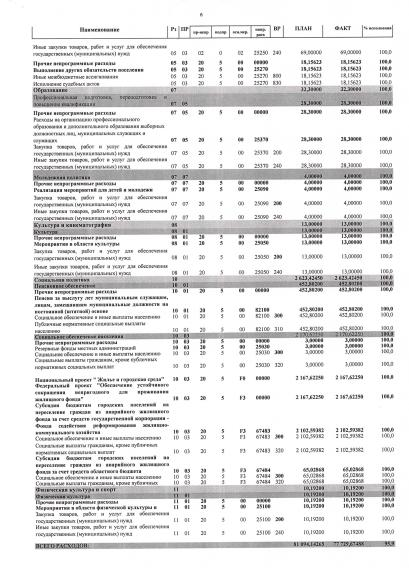 6
Наименование Рз ПР пр-непр подпр осн.мер. напр. расх ВР ПЛАН ФАКТ % исполнения
Иные закупки товаров, работ и услуг для обеспечения
государственных (муниципальных) нужд 05 03 02 0 02 25250 240 69,00000 69,00000 100,0
Прочие непрограммные расходы 05 03 20 5 00 00000 18,15623 18,15623 100,0
Выполнение других обязательств поселения 05 03 20 5 00 25270 18,15623 18,15623 100,0
Иные межбюджетные ассигнования 05 03 20 5 00 25270 800 18,15623 18,15623 100,0
Исполнение судебных актов 05 03 20 5 00 25270 830 18,15623 18,15623 100,0
Образование 07 32,30000 32,30000 100,0
Профессиональная подготовка, переподготовка и
повышение квалификации 07 05 28,30000 28,30000 100,0
Прочие непрограммные расходы 07 05 20 5 00 00000 28,30000 28,30000 100,0
Расходы на организацию профессионального
образования и дополнительного образования выборных
должностных лиц, муниципальных служащих и
служащих 07 05 20 5 00 25370 28,30000 28,30000 100,0
Закупка товаров, работ и услуг для обеспечения
государственных (муниципальных) нужд 07 05 20 5 00 25370 200 28,30000 28,30000 100,0
Иные закупки товаров, работ и услуг для обеспечения
государственных (муниципальных) нужд 07 05 20 5 00 25370 240 28,30000 28,30000 100,0
Молодежная политика 07 07 4,00000 4,00000 100,0
Прочие непрограммные расходы 07 07 20 5 00 00000 4,00000 4,00000 100,0
Реализация мероприятий для детей и молодежи 07 07 20 5 00 25090 4,00000 4,00000 100,0
Закупка товаров, работ и услуг для обеспечения
государственных (муниципальных) нужд 07 07 20 5 00 25090 200 4,00000 4,00000 100,0
Иные закупки товаров, работ и услуг для обеспечения
государственных (муниципальных) нужд 07 07 20 5 00 25090 240 4,00000 4,00000 100,0
Культура и кинематография 08 13,00000 13,00000 100,0
Культура 08 01 13,00000 13,00000 100,0
Прочие непрограммные расходы 08 01 20 5 00 00000 13,00000 13,00000 100,0
Мероприятия в области культуры 08 01 20 5 00 25050 13,00000 13,00000 100,0
Закупка товаров, работ и услуг для обеспечения
государственных (муниципальных) нужд 08 01 20 5 00 25050 200 13,00000 13,00000 100,0
Иные закупки товаров, работ и услуг для обеспечения
государственных (муниципальных) нужд 08 01 20 5 00 25050 240 13,00000 13,00000 100,0
Социальная политика 10 2 623,42450 2 623,42450 100,0
Пенсионное обеспечение 10 01 452,80200 452,80200 100,0
Прочие непрограммные расходы 10 01 20 5 00 00000 452,80200 452,80200 100,0
Пенсия за выслугу лет муниципальным служащим,
лицам, замещавшим муниципальные должности на
постоянной (штатной) основе 10 01 20 5 00 82100 452,80200 452,80200 100,0
Социальное обеспечение и иные выплаты населению 10 01 20 5 00 82100 300 452,80200 452,80200 100,0
Публичные нормативные социальные выплаты
населению 10 01 20 5 00 82100 310 452,80200 452,80200 100,0
Социальное обеспечение населения 10 03 100,0
Прочие непрограммные расходы 10 03 20 5 00 00000 3,00000 3,00000 100,0
Резервные фонды местных администраций 10 03 20 5 00 25030 3,00000 3,00000 100,0
Социальное обеспечение и иные выплаты населению 10 03 20 5 00 25030 300 3,00000 3,00000 100,0
Социальные выплаты гражданам, кроме публичных
нормативных социальных выплат 10 03 20 5 00 25030 320 3,00000 3,00000 100,0
Национальный проект " Жилье и городская среда" 10 03 20 5 F0 00000 2 167,62250 2 167,62250 100,0
Федеральный проект "Обеспечение устойчивого
сокращения непригодного для проживания
жилищного фонда" 10 03 20 5 F3 00000 2 167,62250 2 167,62250 100,0
Субсидии бюджетам городских поселений на
переселение граждан из аварийного жилищного
фонда за счет средств государственной корпорации -
Фонда содействия реформированию жилищно-
коммунального хозяйства 10 03 20 5 F3 67483 2 102,59382 2 102,59382 100,0
Социальное обеспечение и иные выплаты населению 10 03 20 5 F3 67483 300 2 102,59382 2 102,59382 100,0
Социальные выплаты гражданам, кроме публичных
нормативных социальных выплат 10 03 20 5 F3 67483 320 2 102,59382 2 102,59382 100,0
Субсидии бюджетам городских поселений на
переселение граждан из аварийного жилищного
фонда за счет средств областного бюджета 10 03 20 5 F3 67484 65,02868 65,02868 100,0
Социальное обеспечение и иные выплаты населению 10 03 20 5 F3 67484 300 65,02868 65,02868 100,0
Социальные выплаты гражданам, кроме публичных 10 03 20 5 F3 67484 320 65,02868 65,02868 100,0
Физическая культура и спорт 11 10,19200 10,19200 100,0
Физическая культура 11 01 10,19200 10,19200 100,0
Прочие непрограммные расходы 11 01 20 5 00 00000 10,19200 10,19200 100,0
Мероприятия в области физической культуры и 11 01 20 5 00 25100 10,19200 10,19200 100,0
Закупка товаров, работ и услуг для обеспечения
государственных (муниципальных) нужд 11 01 20 5 00 25100 200 10,19200 10,19200 100,0
Иные закупки товаров, работ и услуг для обеспечения
государственных (муниципальных) нужд 11 01 20 5 00 25100 240 10,19200 10,19200 100,0
ВСЕГО РАСХОДОВ: 81 094,14265 95,9